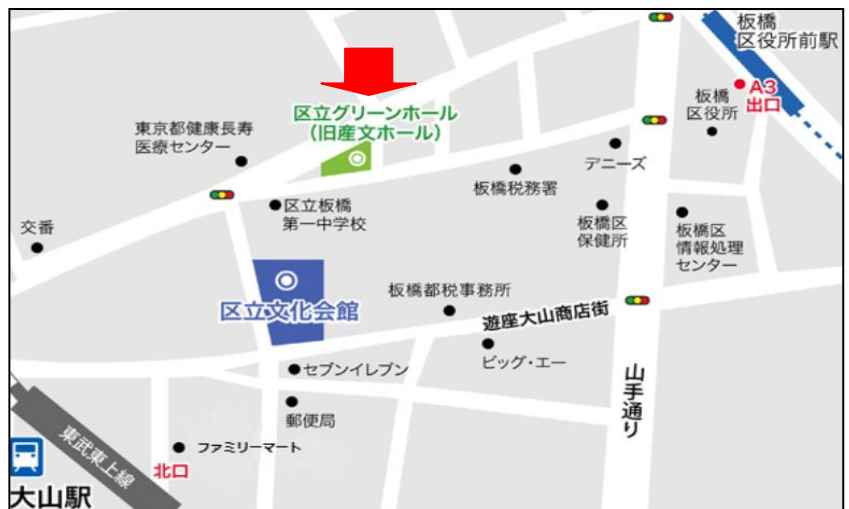 板橋
区役所前駅
A3
出口
板橋
区役所
区立グリーンホール
（旧産文ホール）
東京都健康長寿
医療センター
デニーズ
板橋税務署
区立板橋
第一中学校
板橋区
保健所
板橋区
情報処理
センター
交番
区立文化会館
板橋都税事務所
遊座大山商店街
ビッグ・エー
セブンイレブン
山手通り
郵便局
ファミリーマート
東武東上線
北口
大山駅